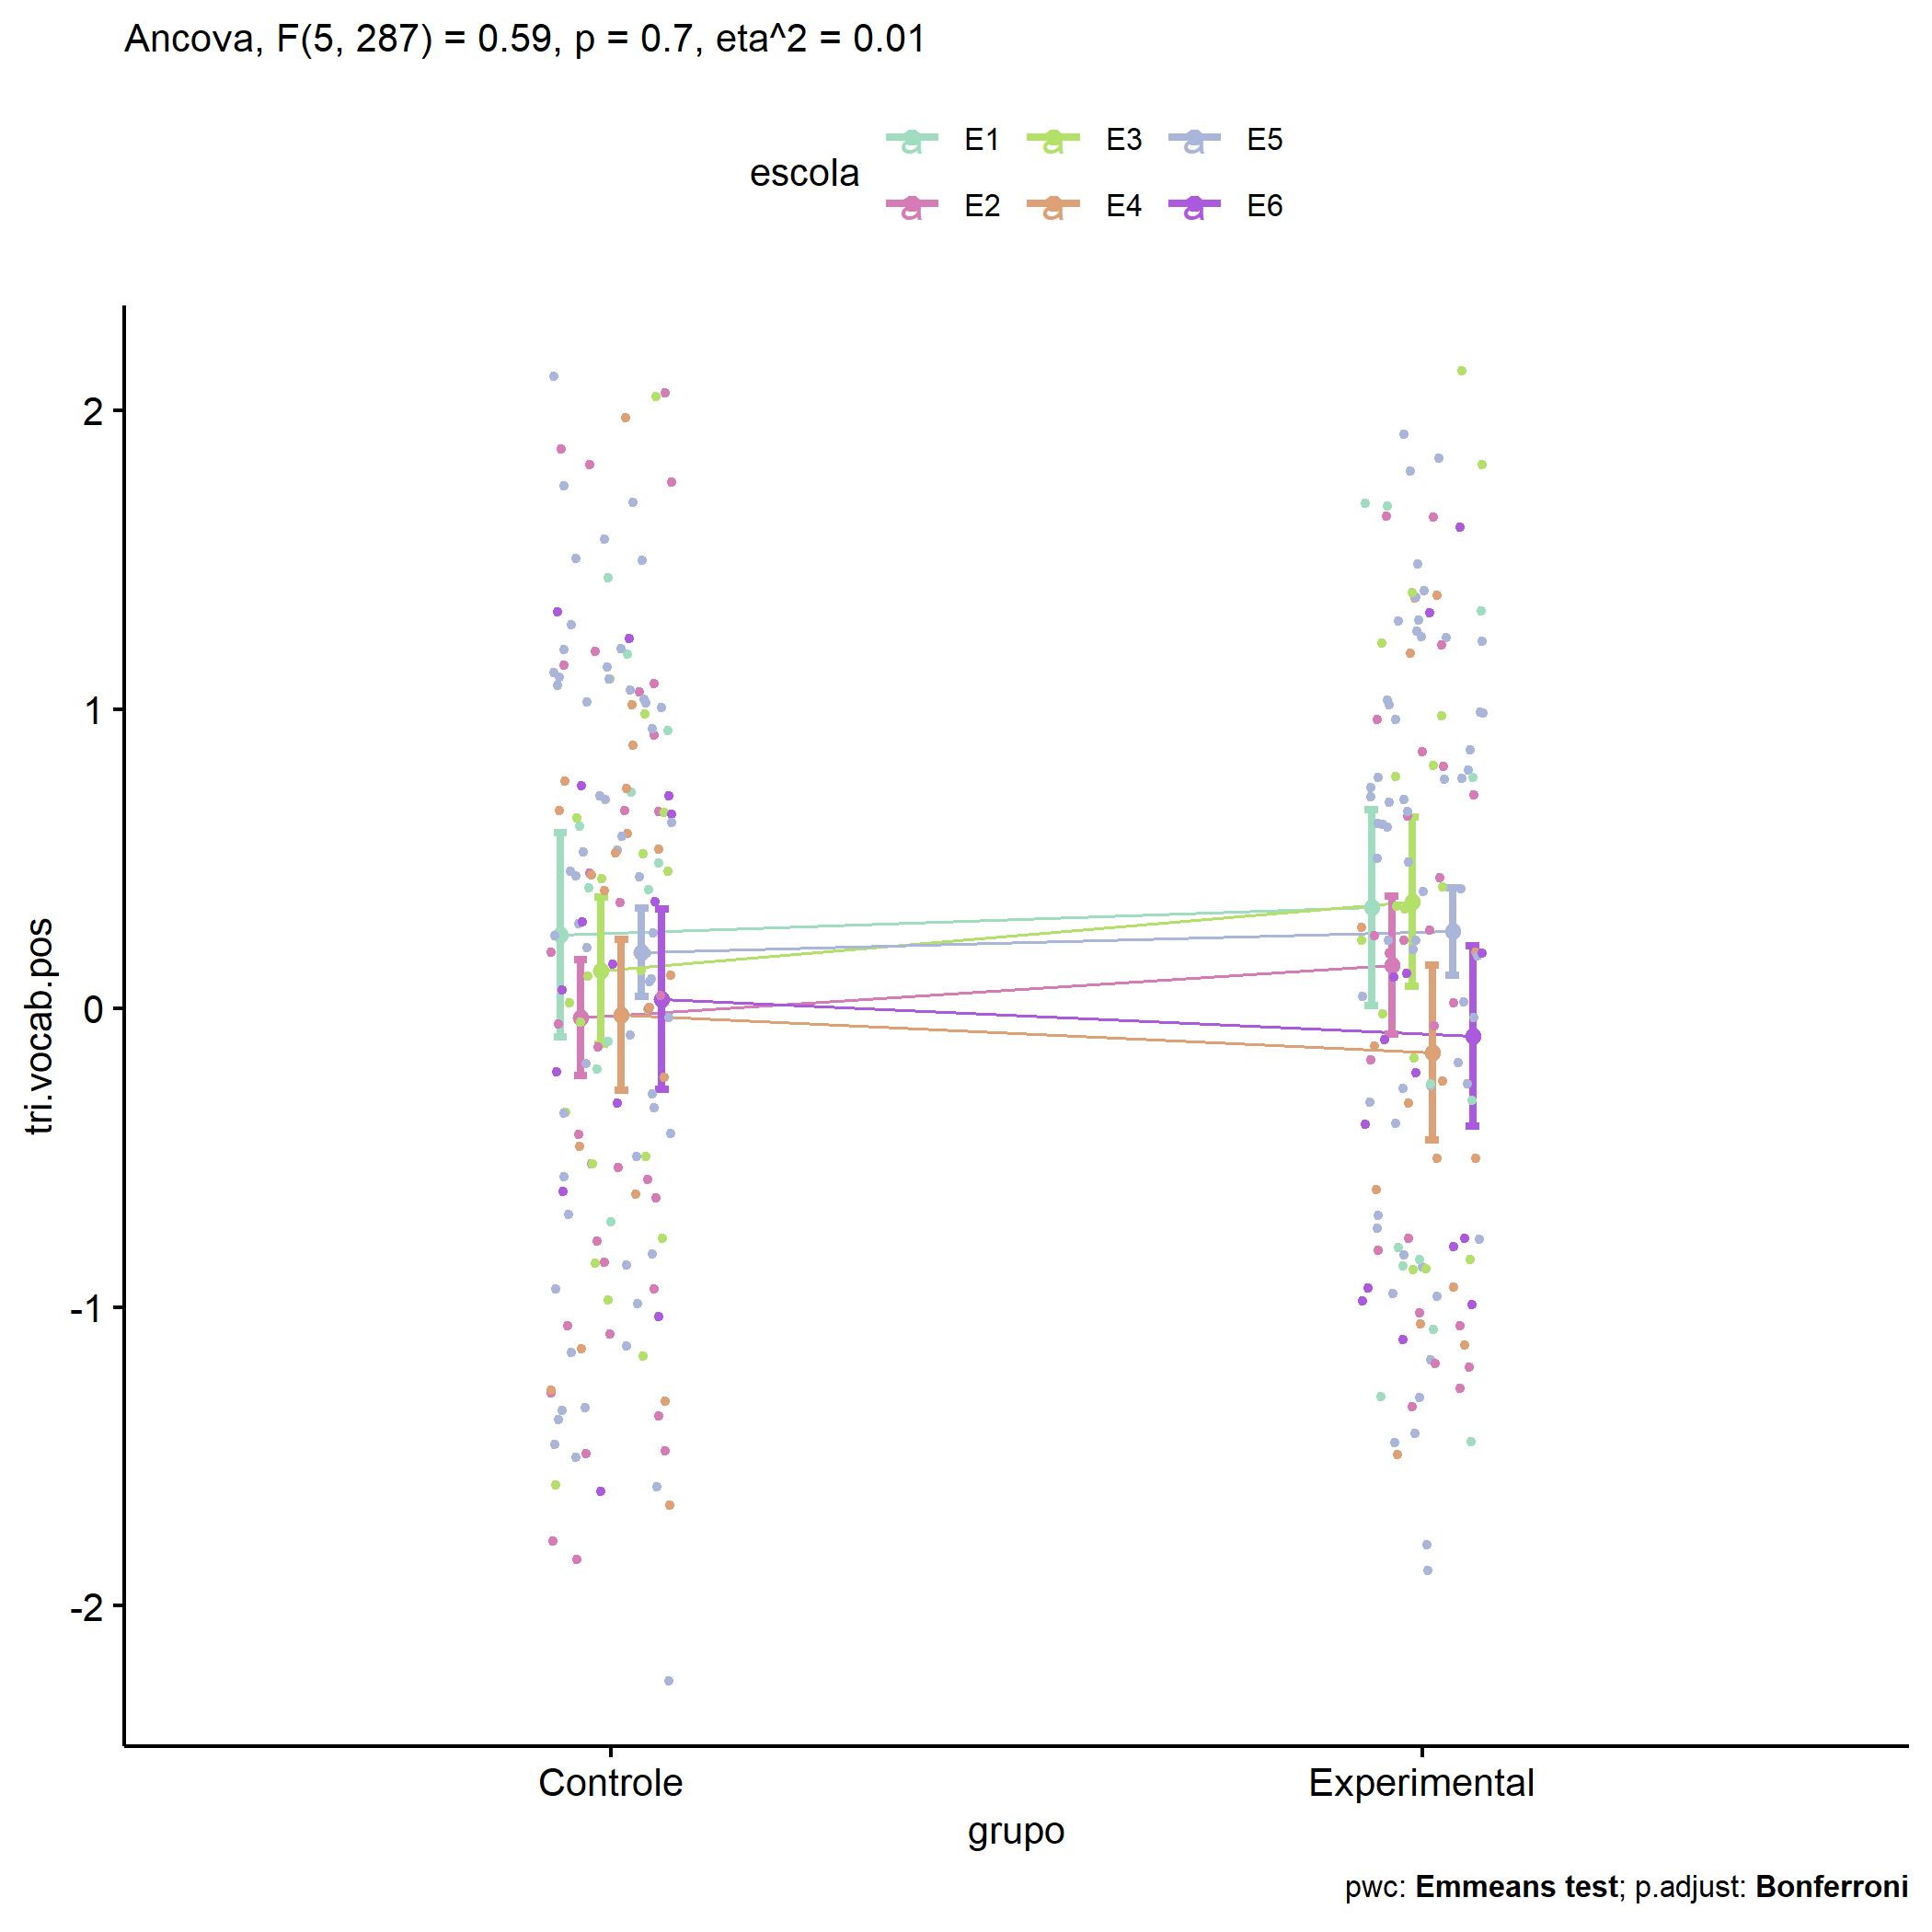 Ancova, F(5, 287) = 0.59, p = 0.7, eta^2 = 0.01
escola
a E1 a E3 a E5
a E2 a E4 a E6
tri.vocab.pos
2
1
0
-1
-2
Controle Experimental
grupo
pwc: Emmeans test; p.adjust: Bonferroni